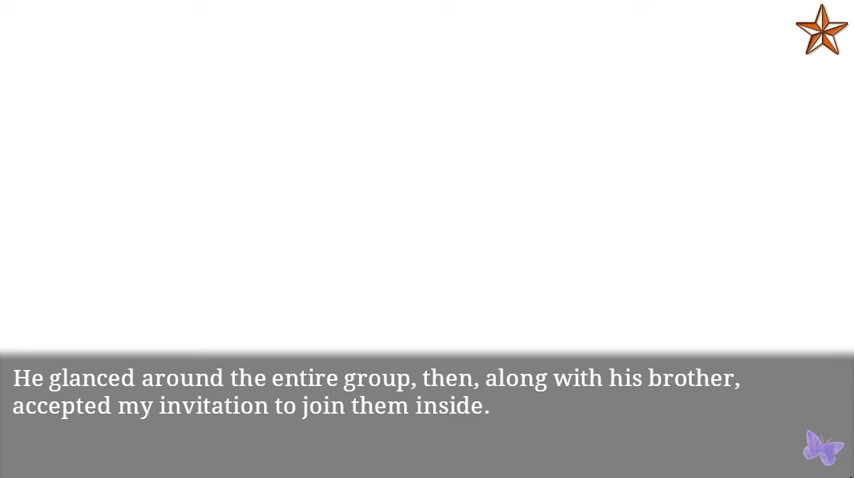 He glanced around the entire group, then, along with his brother,
accepted my invitation to join them inside.